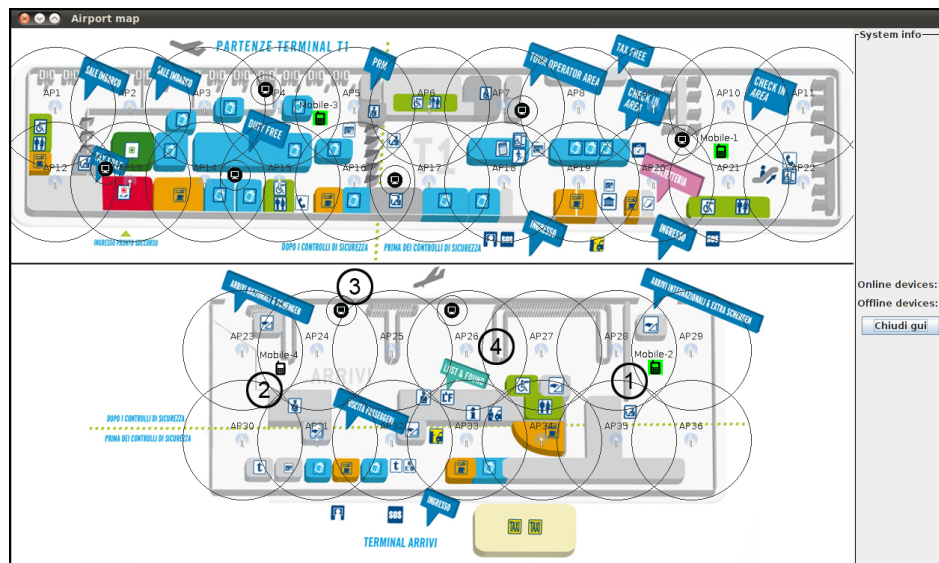 Airport map
System info
PARTENZE TERMINAL T1
TAX FREE
PRM
TOUR OPERATOR AREA
SALE IMBARCO
SALE IMBARCO
CHECK IN AREA
CHECK IN
AREA
AP1
AP2
AP3
AP4
AP5
AP6
AP7
AP8
AP10
AP11
Mobile-3
DUTY FREE
T1
Mobile-1
AP12
AP14
AP15
AP16
AP17
AP18
AP19
AP20
AP21
AP22
INGRESSO PRONTO SOCCORSO
DOPO I CONTROLLI DI SICUREZZA
PRIMA DEI CONTROLLI DI SICUREZZA
SOS
INGRESSO
INGRESSO
SOS
ARRIVI NAZIONALI & SCHENGEN
3
ARRIVI INTERNAZIONALI & EXTRA SCHENGEN
Online devices:
Offline devices:
Chiudi gui
AP23
AP24
AP25
AP26
AP27
AP28
AP29
4
Mobile-4
Mobile-2
ARRIVI
LOST & FOUND
2
1
USCITA PASSEGGERI
DOPO I CONTROLLI DI SICUREZZA
PRIMA DEI CONTROLLI DI SICUREZZA
AP30
AP31
AP32
AP33
AP34
AP35
AP36
t
t
INGRESSO
SOS
TAXI
TAXI
TERMINAL ARRIVI